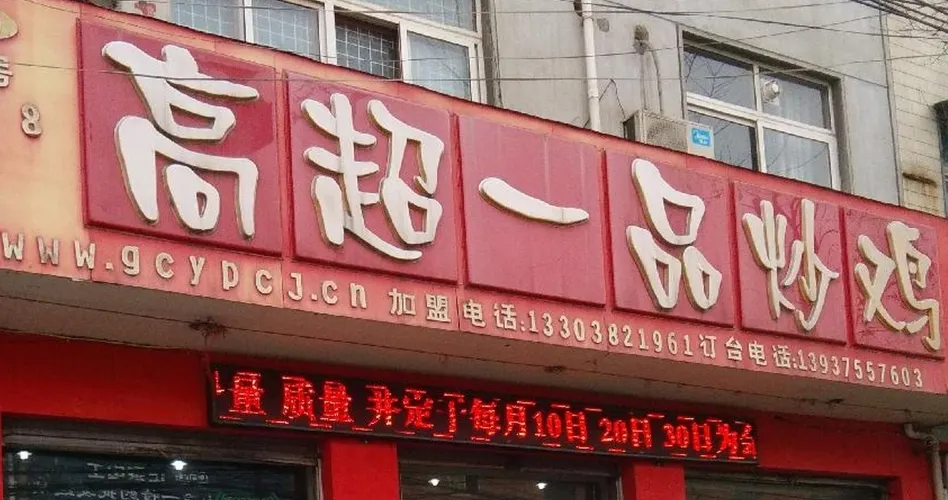 高超一品炒鸡
8
www.gcypcj.cn 加盟电话:13303821961 订台电话:13937557603
量 质量 并定于每月10日 20日 30日为会